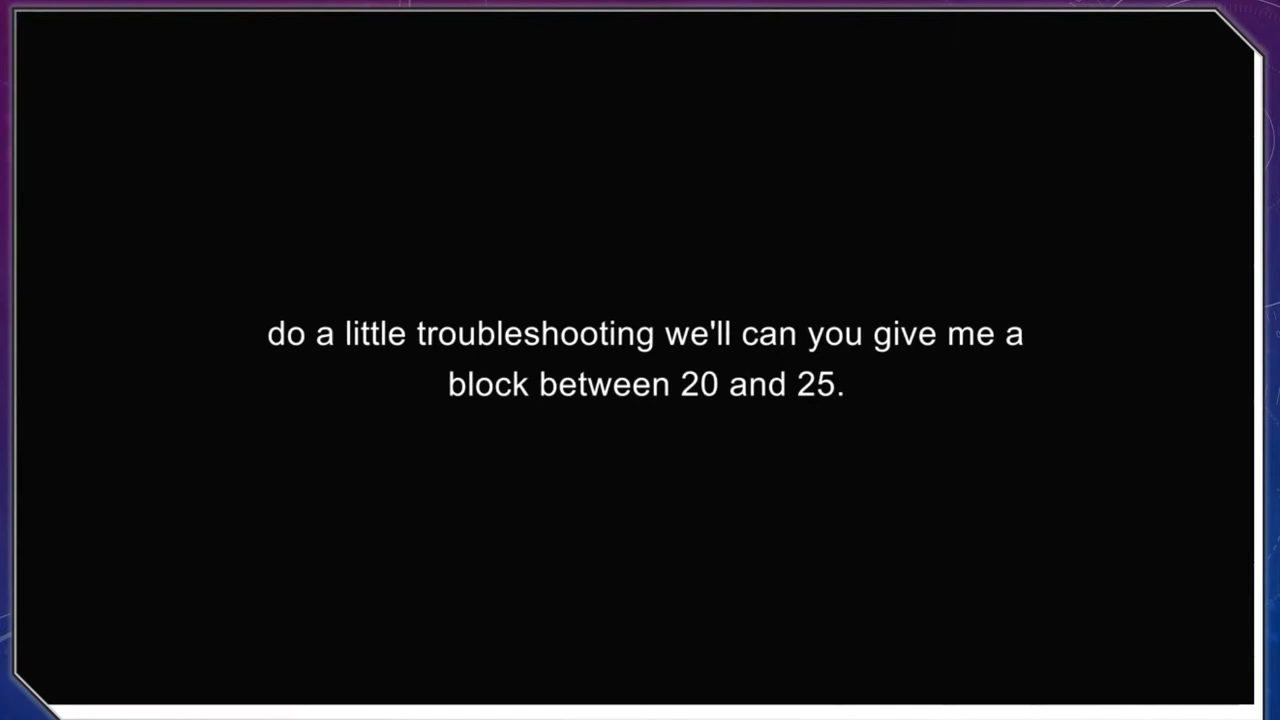 do a little troubleshooting we'll can you give me a
block between 20 and 25.